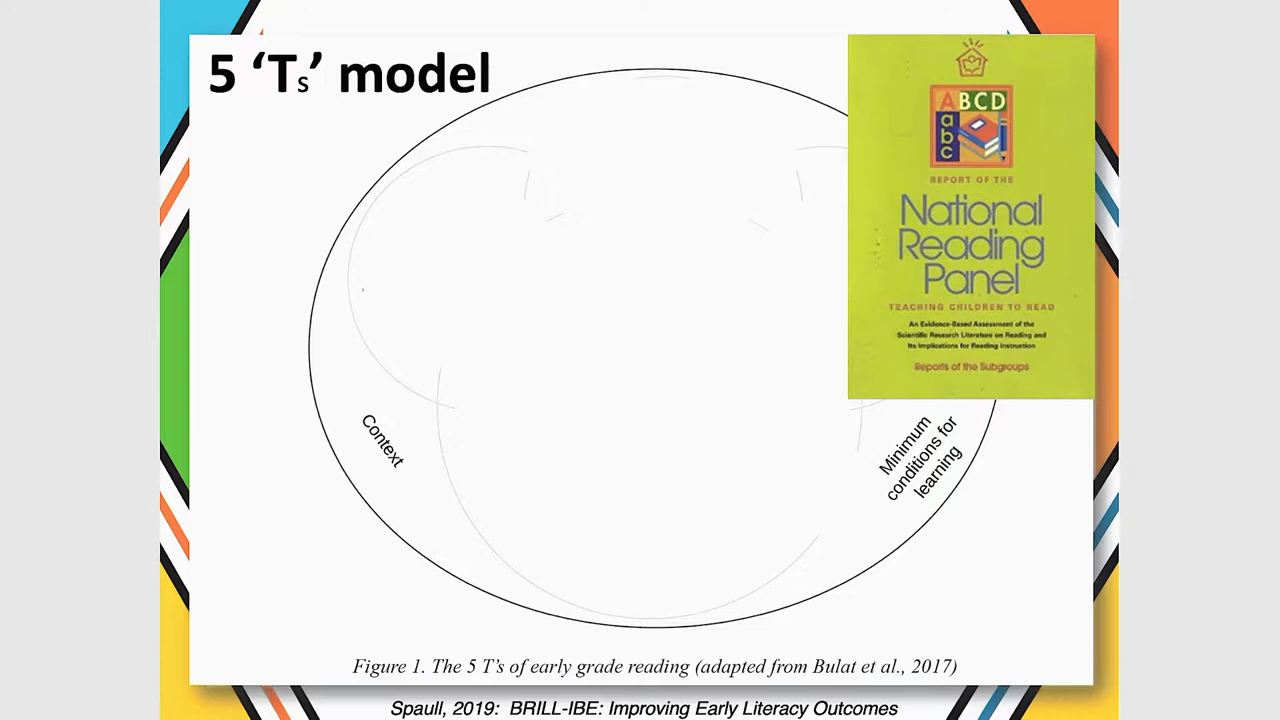 5 ‘Ts’ model
ABCD
a
b
c
REPORT OF THE
National
Reading
Panel
TEACHING CHILDREN TO READ
An Evidence-Based Assessment of the
Scientific Research Literature on Reading and
Its Implications for Reading Instruction
Reports of the Subgroups
Context
Minimum
conditions for
learning
Figure 1. The 5 T’s of early grade reading (adapted from Bulat et al., 2017)
Spaull, 2019: BRILL-IBE: Improving Early Literacy Outcomes